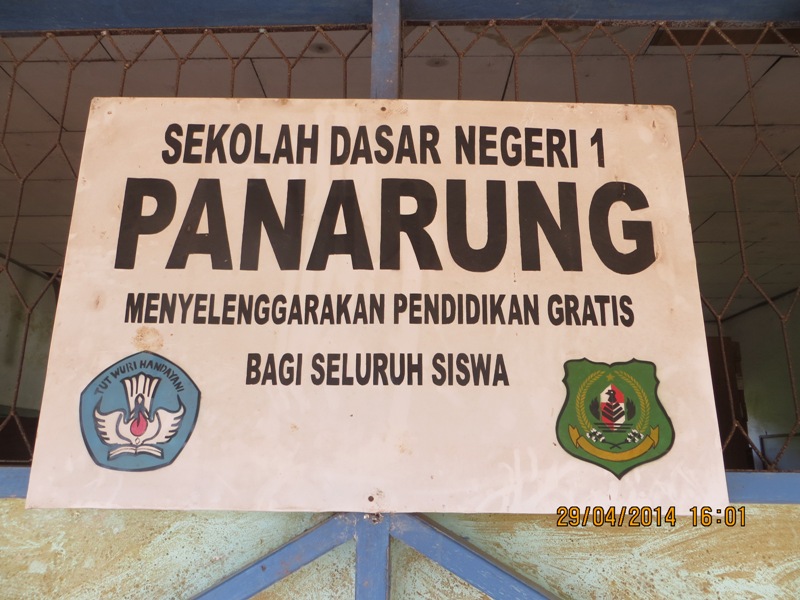 SEKOLAH DASAR NEGERI 1
PANARUNG
MENYELENGGARAKAN PENDIDIKAN GRATIS
BAGI SELURUH SISWA
TUT WURI HANDAYANI
29/04/2014 16:01